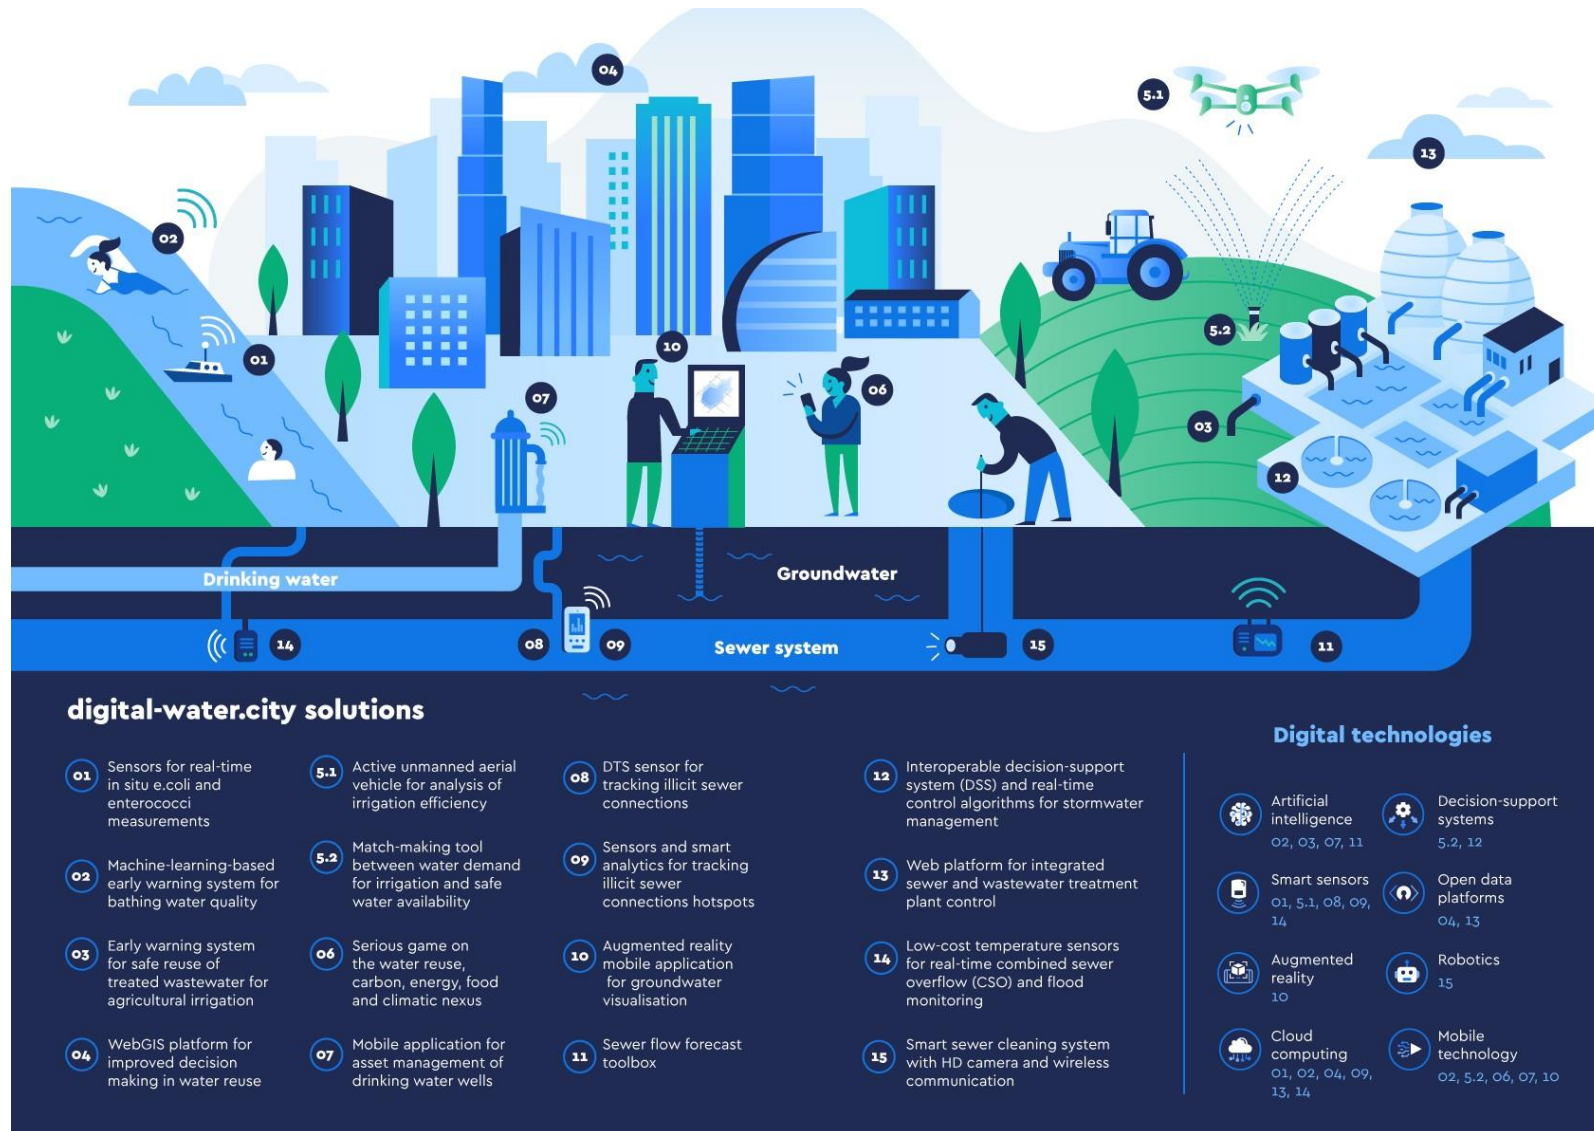 04
5.1
13
02
01
5.2
10
06
07
03
12
Drinking water
Groundwater
14
08
09
Sewer system
15
11
digital-water.city solutions
01
Sensors for real-time
in situ e.coli and
enterococci
measurements
02
Machine-learning-based
early warning system for
bathing water quality
03
Early warning system
for safe reuse of
treated wastewater for
agricultural irrigation
04
WebGIS platform for
improved decision
making in water reuse
5.1
Active unmanned aerial
vehicle for analysis of
irrigation efficiency
5.2
Match-making tool
between water demand
for irrigation and safe
water availability
06
Serious game on
the water reuse,
carbon, energy, food
and climatic nexus
07
Mobile application for
asset management of
drinking water wells
08
DTS sensor for
tracking illicit sewer
connections
09
Sensors and smart
analytics for tracking
illicit sewer
connections hotspots
10
Augmented reality
mobile application
for groundwater
visualisation
11
Sewer flow forecast
toolbox
12
Interoperable decision-support
system (DSS) and real-time
control algorithms for stormwater
management
13
Web platform for integrated
sewer and wastewater treatment
plant control
14
Low-cost temperature sensors
for real-time combined sewer
overflow (CSO) and flood
monitoring
15
Smart sewer cleaning system
with HD camera and wireless
communication
Digital technologies
Artificial
intelligence
02, 03, 07, 11
Decision-support
systems
5.2, 12
Smart sensors
01, 5.1, 08, 09,
14
Open data
platforms
04, 13
Augmented
reality
10
Robotics
15
Cloud
computing
01, 02, 04, 09,
13, 14
Mobile
technology
02, 5.2, 06, 07, 10